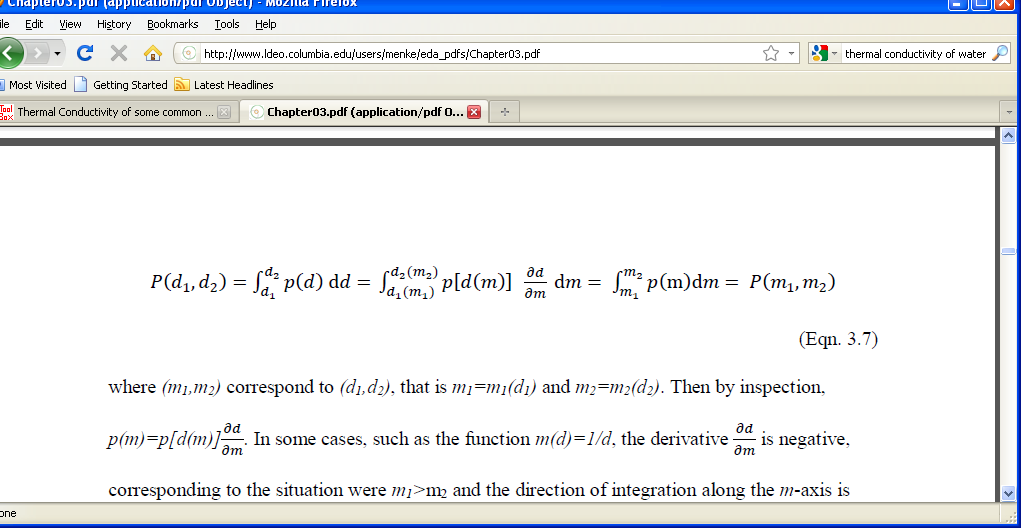 Chapter03.pdf (application/pdf Object) - Mozilla Firefox
ile Edit View History Bookmarks Tools Help
http://www.ldeo.columbia.edu/users/menke/eda_pdfs/Chapter03.pdf thermal conductivity of water
Most Visited Getting Started Latest Headlines
Tool Box Thermal Conductivity of some common ... Chapter03.pdf (application/pdf O...
P(d₁, d₂) = ∫_{d₁}^{d₂} p(d) dd = ∫_{d₁(m₁)}^{d₂(m₂)} p[d(m)] ∂d/∂m dm = ∫_{m₁}^{m₂} p(m)dm = P(m₁, m₂)
(Eqn. 3.7)
where (m₁,m₂) correspond to (d₁,d₂), that is m₁=m₁(d₁) and m₂=m₂(d₂). Then by inspection,
p(m)=p[d(m)]∂d/∂m. In some cases, such as the function m(d)=1/d, the derivative ∂d/∂m is negative,
corresponding to the situation were m₁>m₂ and the direction of integration along the m-axis is
one